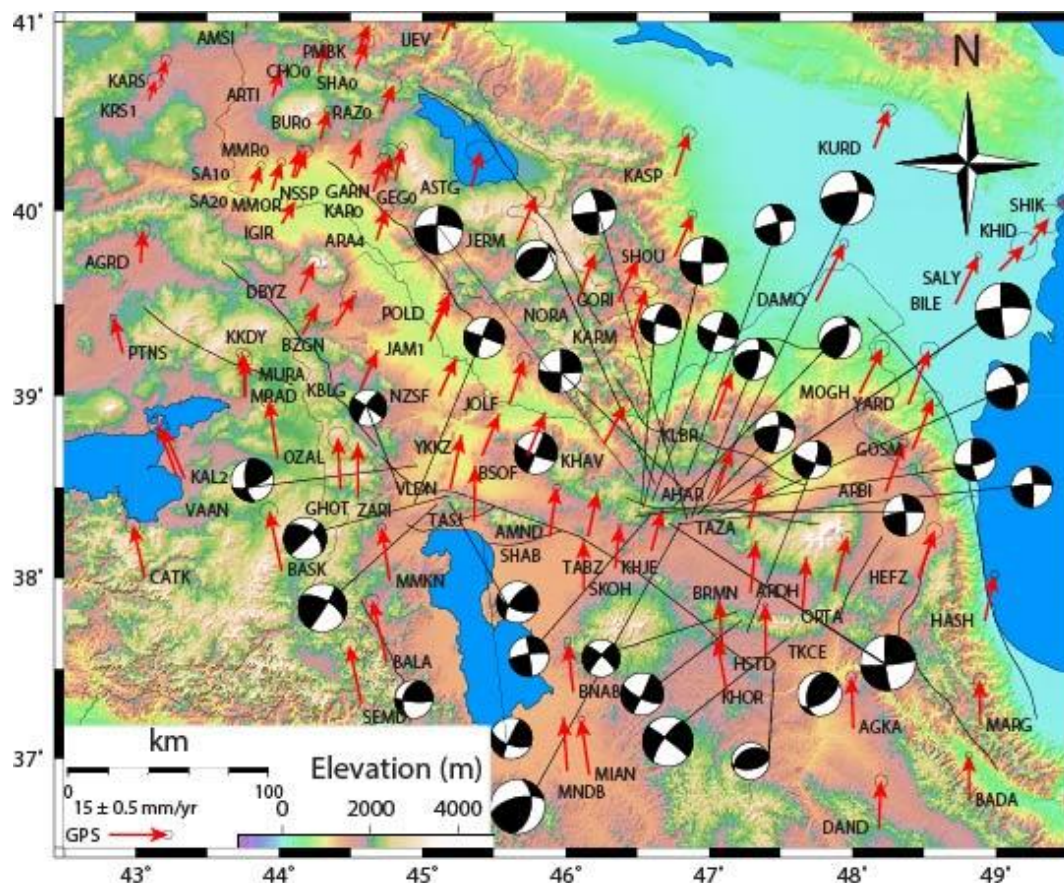 41°
40°
39°
38°
37°
43°
44°
45°
46°
47°
48°
49°
N
AMSI
PMBK
IJEV
KARS
CHO0
SHA0
KRS1
ARTI
BUR0
RAZ0
MMR0
KURD
SA10
NSSP
GARN
GEG0
ASTG
KASP
SA20
MMOR
KAR0
SHIK
IGIR
ARA4
JERM
SHOU
KHID
AGRD
DBYZ
GORI
DAMO
SALY
POLD
NORA
BILE
PTNS
KKDY
BZGN
JAM1
KARM
MURA
MRAD
KBLG
NZSF
JOLF
MOGH
YARD
YKKZ
KLBR
GOSM
OZAL
BSOF
KHAV
KAL2
VLDN
AHAR
ARBI
VAAN
GHOT
ZARI
TASJ
AMND
TAZA
SHAB
CATK
BASK
MMKN
TABZ
KHJE
SKOH
BRMN
ARDH
HEFZ
ORTA
HASH
BALA
BNAB
HSTD
TKCE
SEMD
KHOR
AGKA
MARG
MIAN
MNDB
BADA
DAND
km
0
100
15 ± 0.5 mm/yr
GPS
Elevation (m)
0
2000
4000